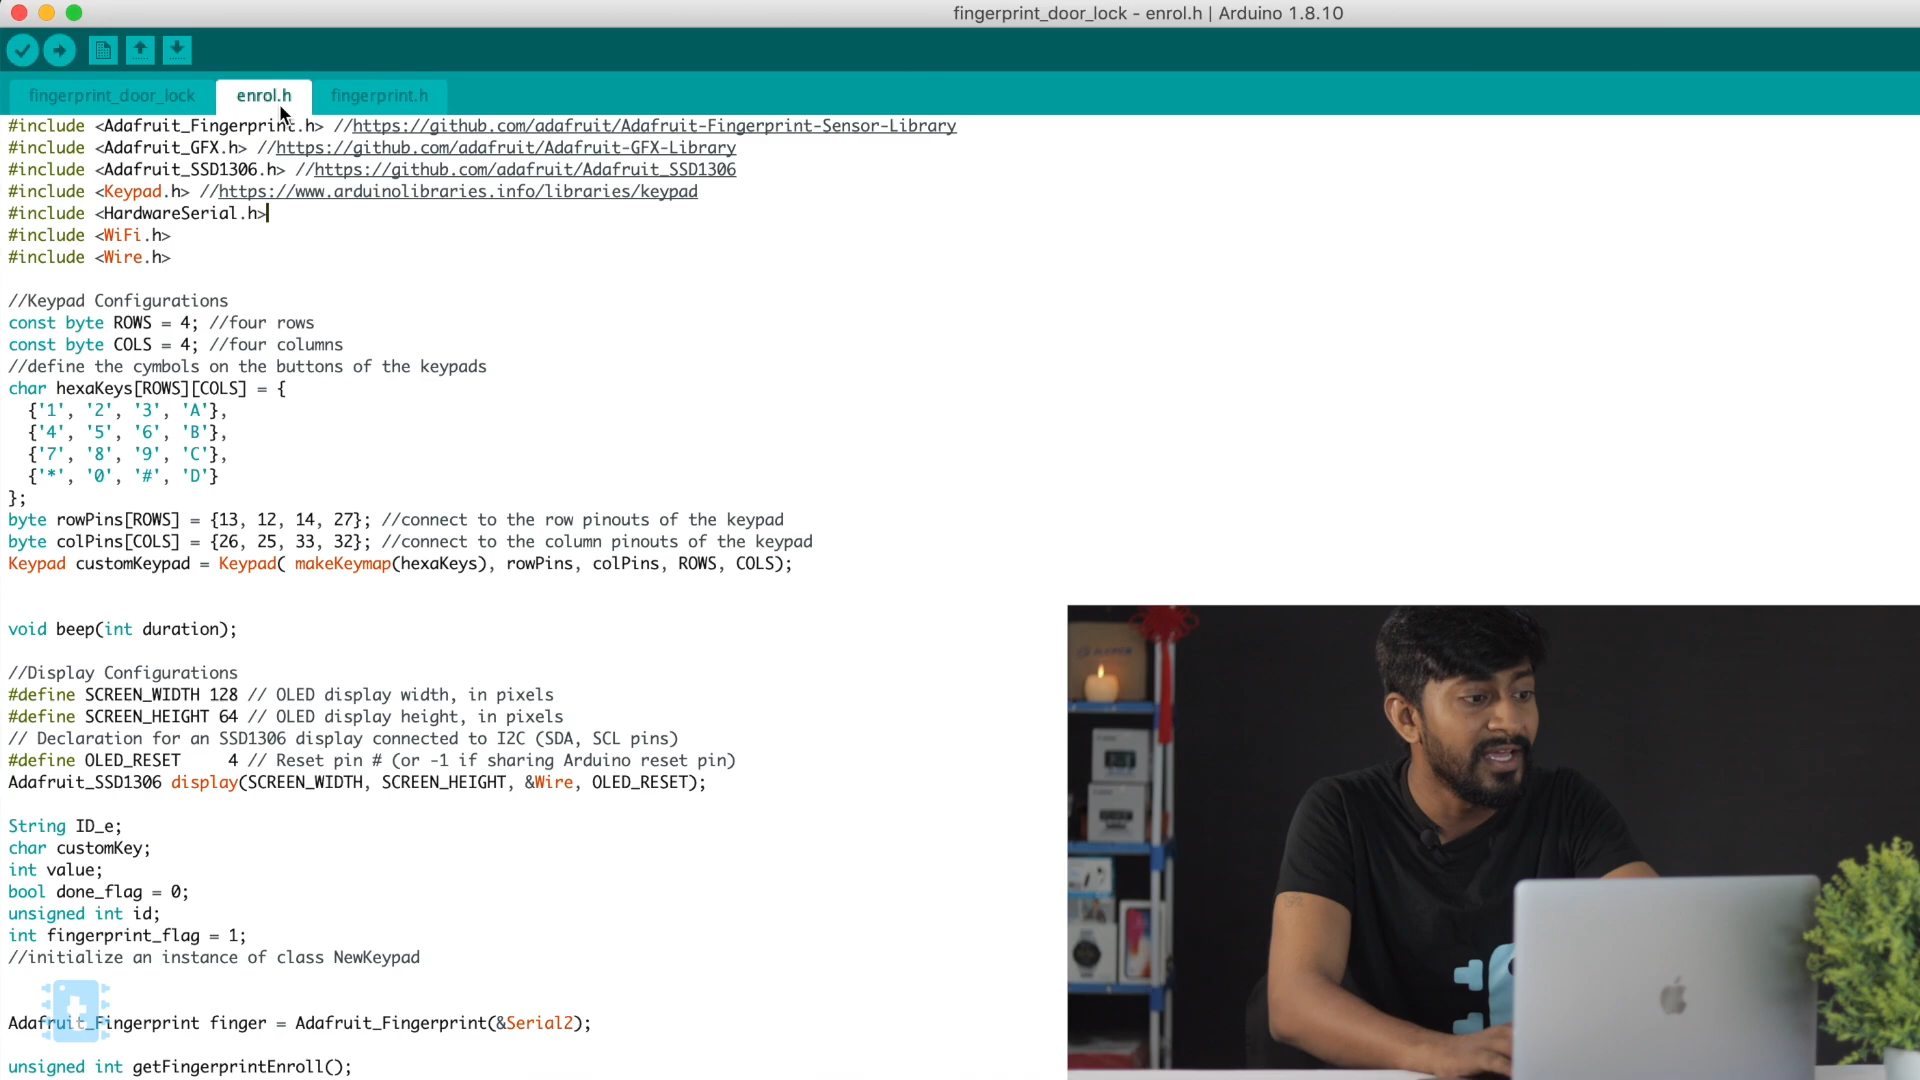 fingerprint_door_lock - enrol.h | Arduino 1.8.10
fingerprint_door_lock
enrol.h
fingerprint.h
#include <Adafruit_Fingerprint.h> //https://github.com/adafruit/Adafruit-Fingerprint-Sensor-Library
#include <Adafruit_GFX.h> //https://github.com/adafruit/Adafruit-GFX-Library
#include <Adafruit_SSD1306.h> //https://github.com/adafruit/Adafruit_SSD1306
#include <Keypad.h> //https://www.arduinolibraries.info/libraries/keypad
#include <HardwareSerial.h>
#include <WiFi.h>
#include <Wire.h>
//Keypad Configurations
const byte ROWS = 4; //four rows
const byte COLS = 4; //four columns
//define the cymbols on the buttons of the keypads
char hexaKeys[ROWS][COLS] = {
{'1', '2', '3', 'A'},
{'4', '5', '6', 'B'},
{'7', '8', '9', 'C'},
{'*', '0', '#', 'D'}
};
byte rowPins[ROWS] = {13, 12, 14, 27}; //connect to the row pinouts of the keypad
byte colPins[COLS] = {26, 25, 33, 32}; //connect to the column pinouts of the keypad
Keypad customKeypad = Keypad( makeKeymap(hexaKeys), rowPins, colPins, ROWS, COLS);
void beep(int duration);
//Display Configurations
#define SCREEN_WIDTH 128 // OLED display width, in pixels
#define SCREEN_HEIGHT 64 // OLED display height, in pixels
// Declaration for an SSD1306 display connected to I2C (SDA, SCL pins)
#define OLED_RESET     4 // Reset pin # (or -1 if sharing Arduino reset pin)
Adafruit_SSD1306 display(SCREEN_WIDTH, SCREEN_HEIGHT, &Wire, OLED_RESET);
String ID_e;
char customKey;
int value;
bool done_flag = 0;
unsigned int id;
int fingerprint_flag = 1;
//initialize an instance of class NewKeypad
Adafruit_Fingerprint finger = Adafruit_Fingerprint(&Serial2);
unsigned int getFingerprintEnroll();